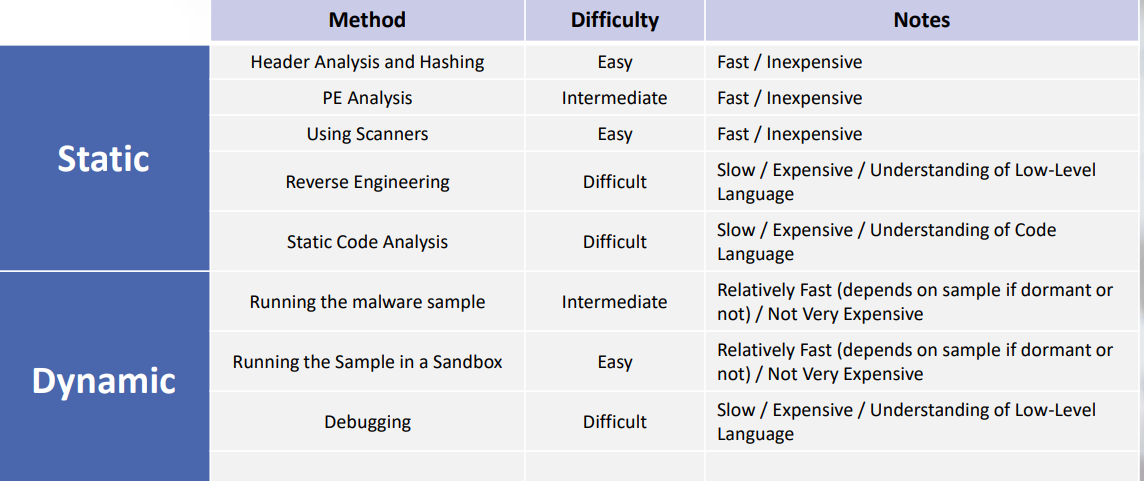 Method Difficulty Notes
Static
Header Analysis and Hashing Easy Fast / Inexpensive
PE Analysis Intermediate Fast / Inexpensive
Using Scanners Easy Fast / Inexpensive
Reverse Engineering Difficult Slow / Expensive / Understanding of Low-Level
Language
Static Code Analysis Difficult Slow / Expensive / Understanding of Code
Language
Dynamic
Running the malware sample Intermediate Relatively Fast (depends on sample if dormant or
not) / Not Very Expensive
Running the Sample in a Sandbox Easy Relatively Fast (depends on sample if dormant or
not) / Not Very Expensive
Debugging Difficult Slow / Expensive / Understanding of Low-Level
Language